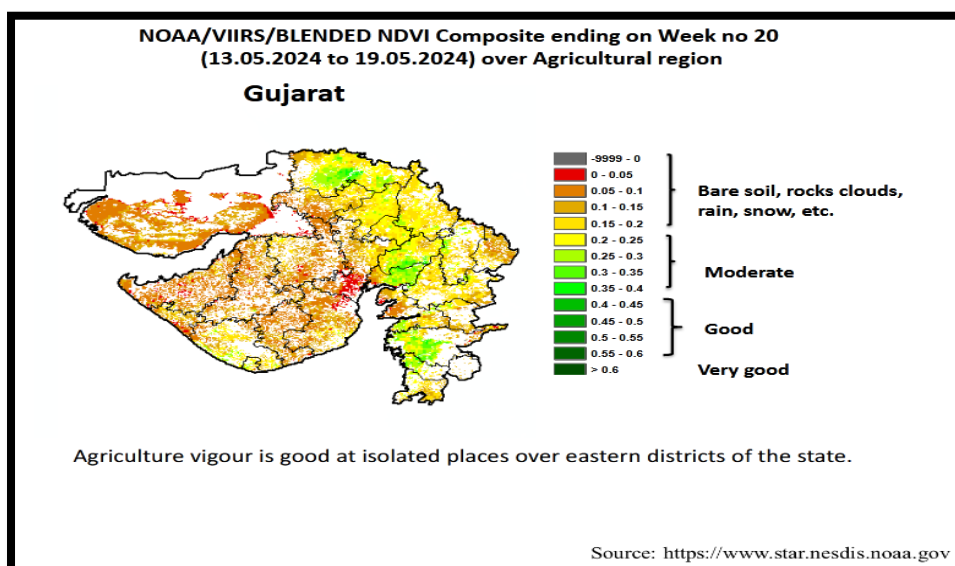 NOAA/VIIRS/BLENDED NDVI Composite ending on Week no 20
(13.05.2024 to 19.05.2024) over Agricultural region
Gujarat
-9999 - 0
0 - 0.05
0.05 - 0.1
0.1 - 0.15
0.15 - 0.2
0.2 - 0.25
0.25 - 0.3
0.3 - 0.35
0.35 - 0.4
0.4 - 0.45
0.45 - 0.5
0.5 - 0.55
0.55 - 0.6
> 0.6
Bare soil, rocks clouds,
rain, snow, etc.
Moderate
Good
Very good
Agriculture vigour is good at isolated places over eastern districts of the state.
Source: https://www.star.nesdis.noaa.gov